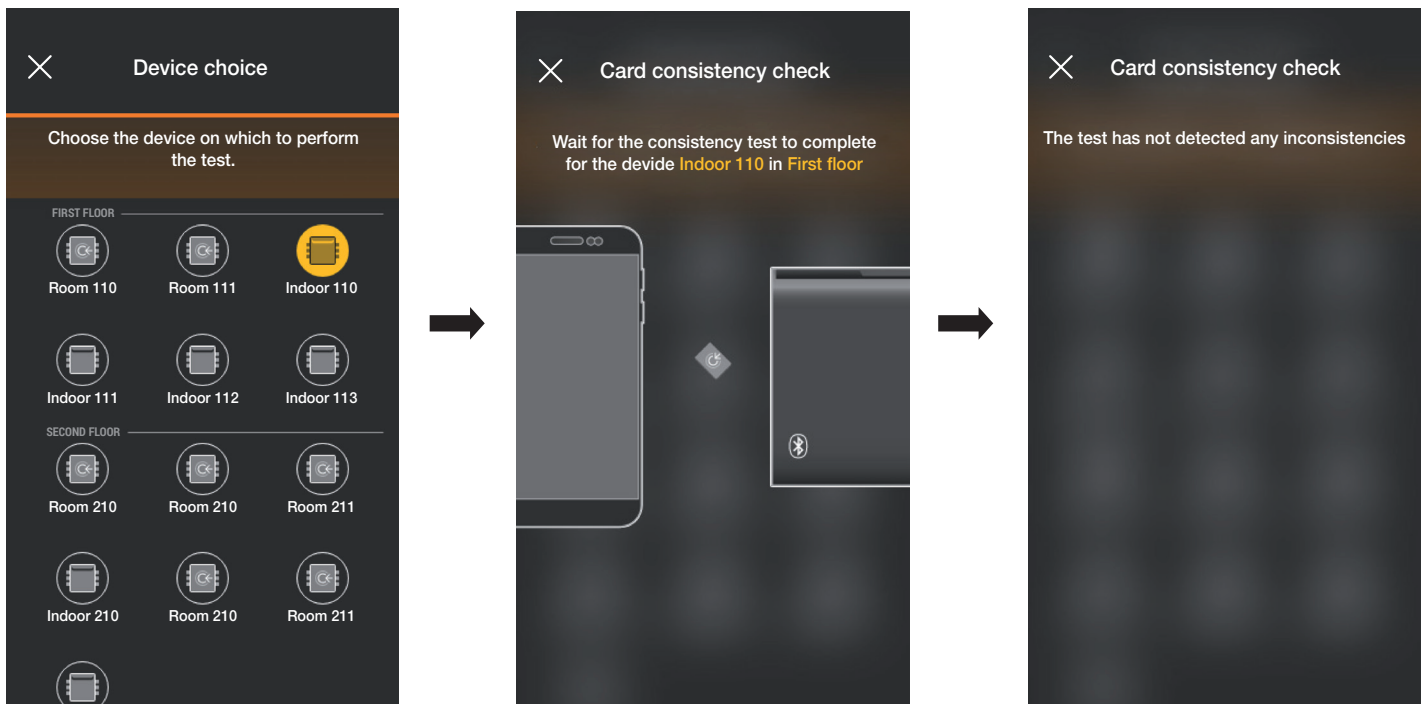 Device choice
Choose the device on which to perform
the test.
FIRST FLOOR
Room 110
Room 111
Indoor 110
Indoor 111
Indoor 112
Indoor 113
SECOND FLOOR
Room 210
Room 210
Room 211
Indoor 210
Room 210
Room 211
Card consistency check
Wait for the consistency test to complete
for the devide Indoor 110 in First floor
Card consistency check
The test has not detected any inconsistencies